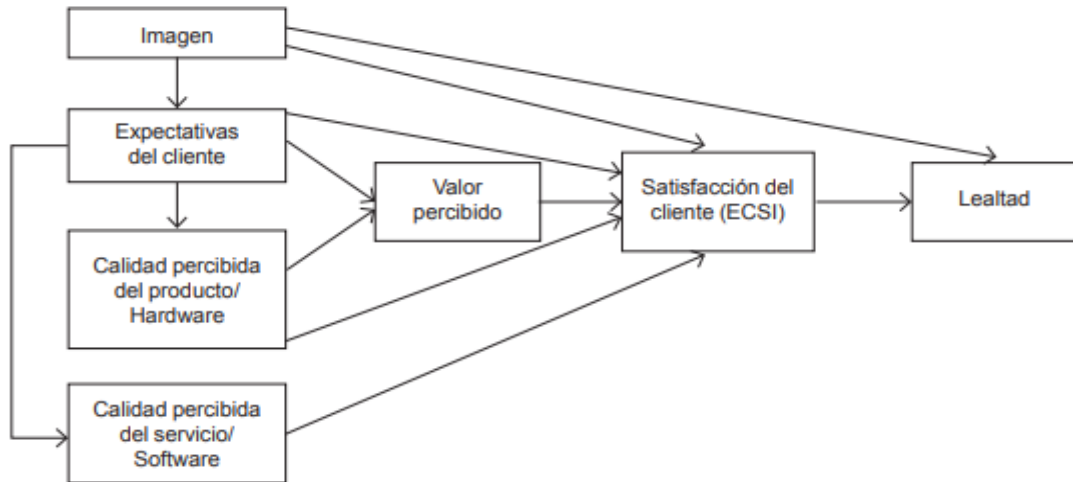 Imagen
Expectativas
del cliente
Valor
percibido
Satisfacción del
cliente (ECSI)
Lealtad
Calidad percibida
del producto/
Hardware
Calidad percibida
del servicio/
Software